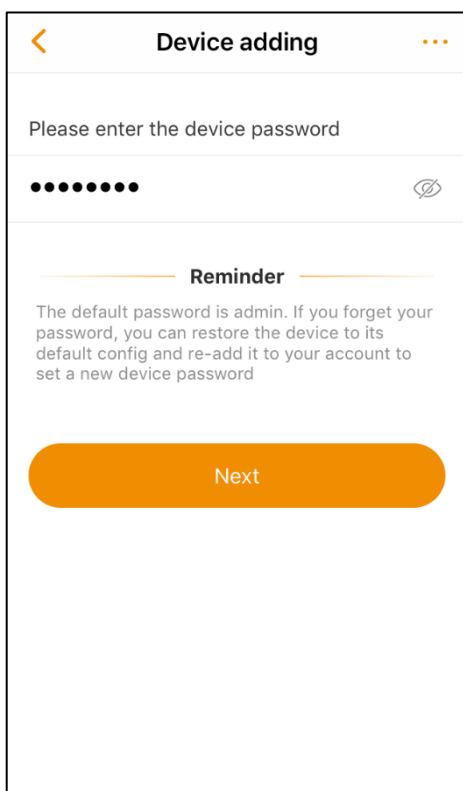 Device adding
Please enter the device password
••••••••
Reminder
The default password is admin. If you forget your
password, you can restore the device to its
default config and re-add it to your account to
set a new device password
Next